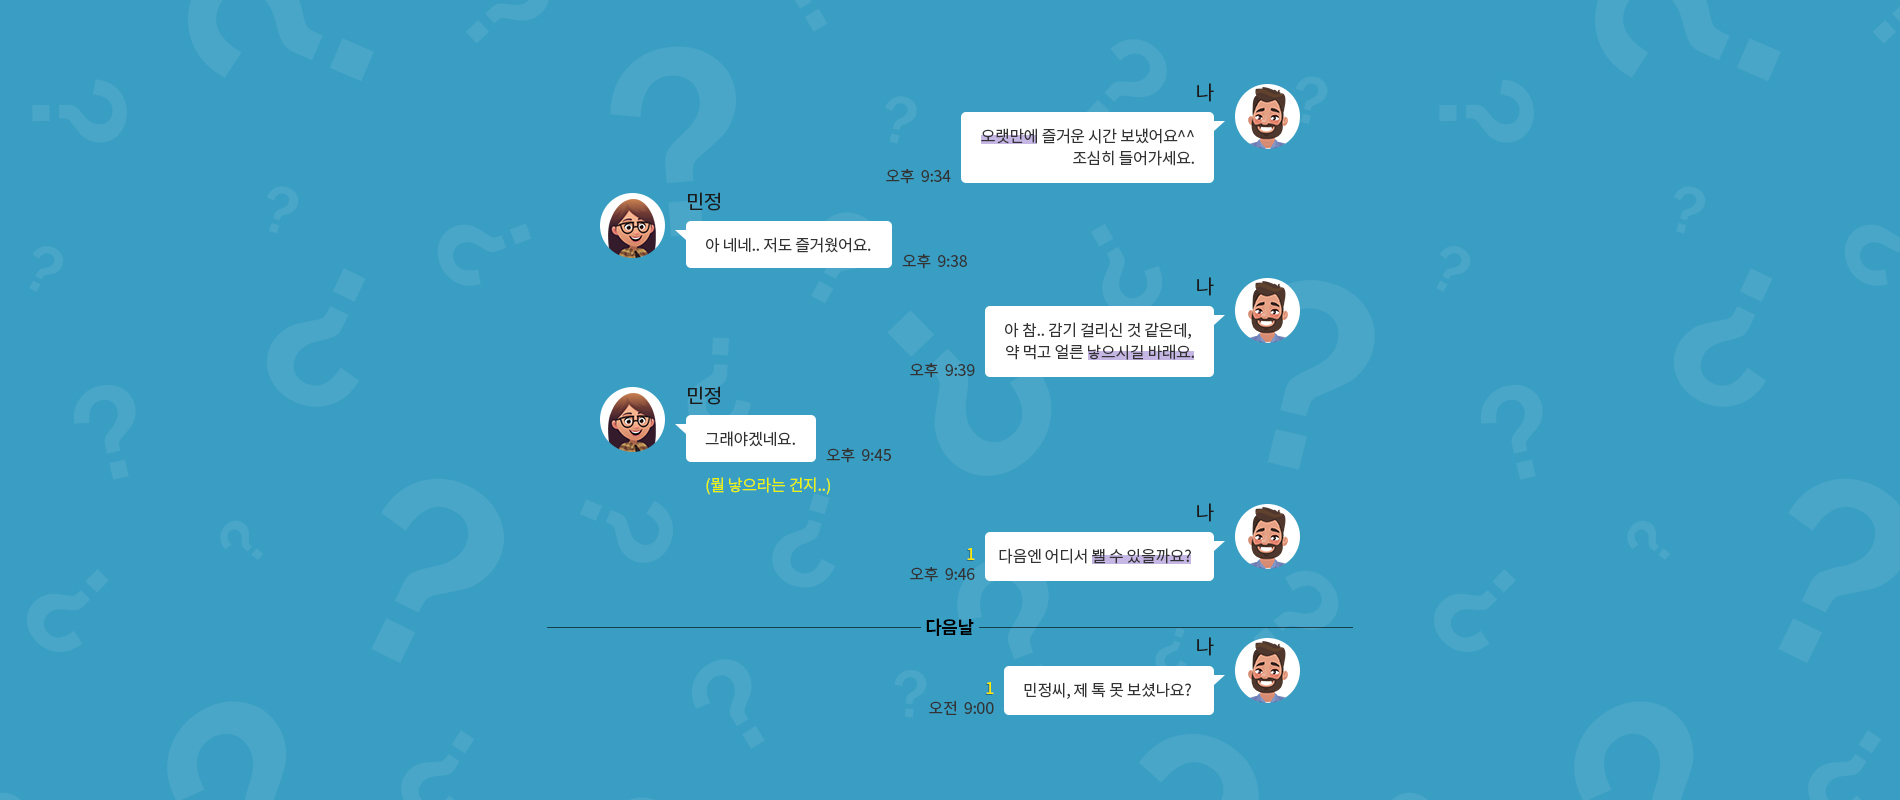 나
오랫만에 즐거운 시간 보냈어요^^
조심히 들어가세요.
오후 9:34
민정
아 네네.. 저도 즐거웠어요.
오후 9:38
나
아 참.. 감기 걸리신 것 같은데,
약 먹고 얼른 낳으시길 바래요.
오후 9:39
민정
그래야겠네요.
오후 9:45
(뭘 낳으라는 건지..)
나
다음엔 어디서 뵐 수 있을까요?
1
오후 9:46
다음날
나
민정씨, 제 톡 못 보셨나요?
1
오전 9:00